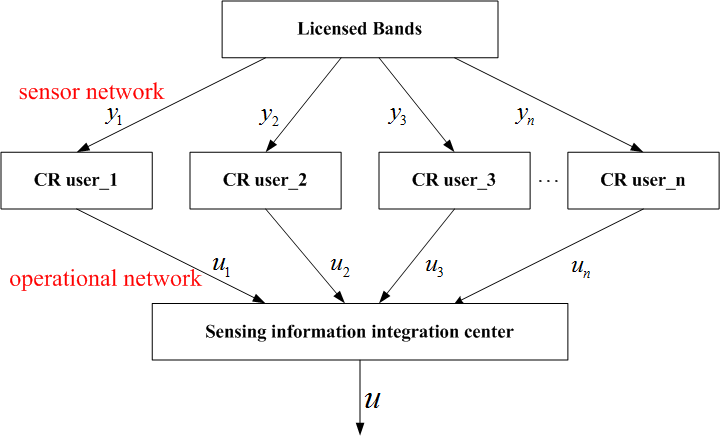 Licensed Bands
sensor network
y₁
y₂
y₃
yₙ
CR user_1
CR user_2
CR user_3
...
CR user_n
operational network
u₁
u₂
u₃
uₙ
Sensing information integration center
u